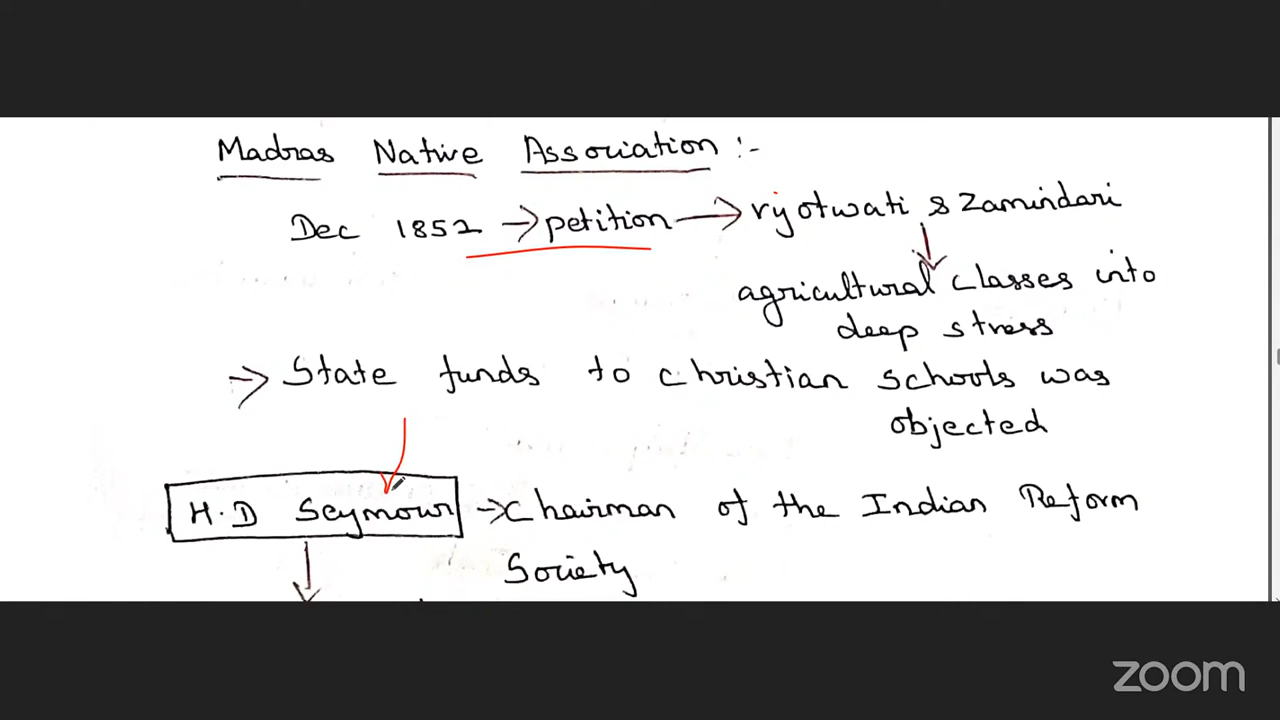 Madras Native Association :-
Dec 1852 → petition → ryotwati & Zamindari
agricultural classes into
deep stress
→ State funds to Christian schools was
objected
H.D Seymour → Chairman of the Indian Reform
Society
zoom